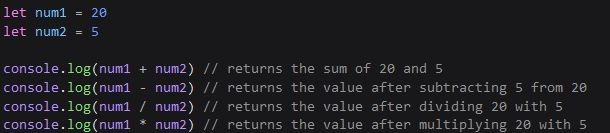 let num1 = 20
let num2 = 5
console.log(num1 + num2) // returns the sum of 20 and 5
console.log(num1 - num2) // returns the value after subtracting 5 from 20
console.log(num1 / num2) // returns the value after dividing 20 with 5
console.log(num1 * num2) // returns the value after multiplying 20 with 5